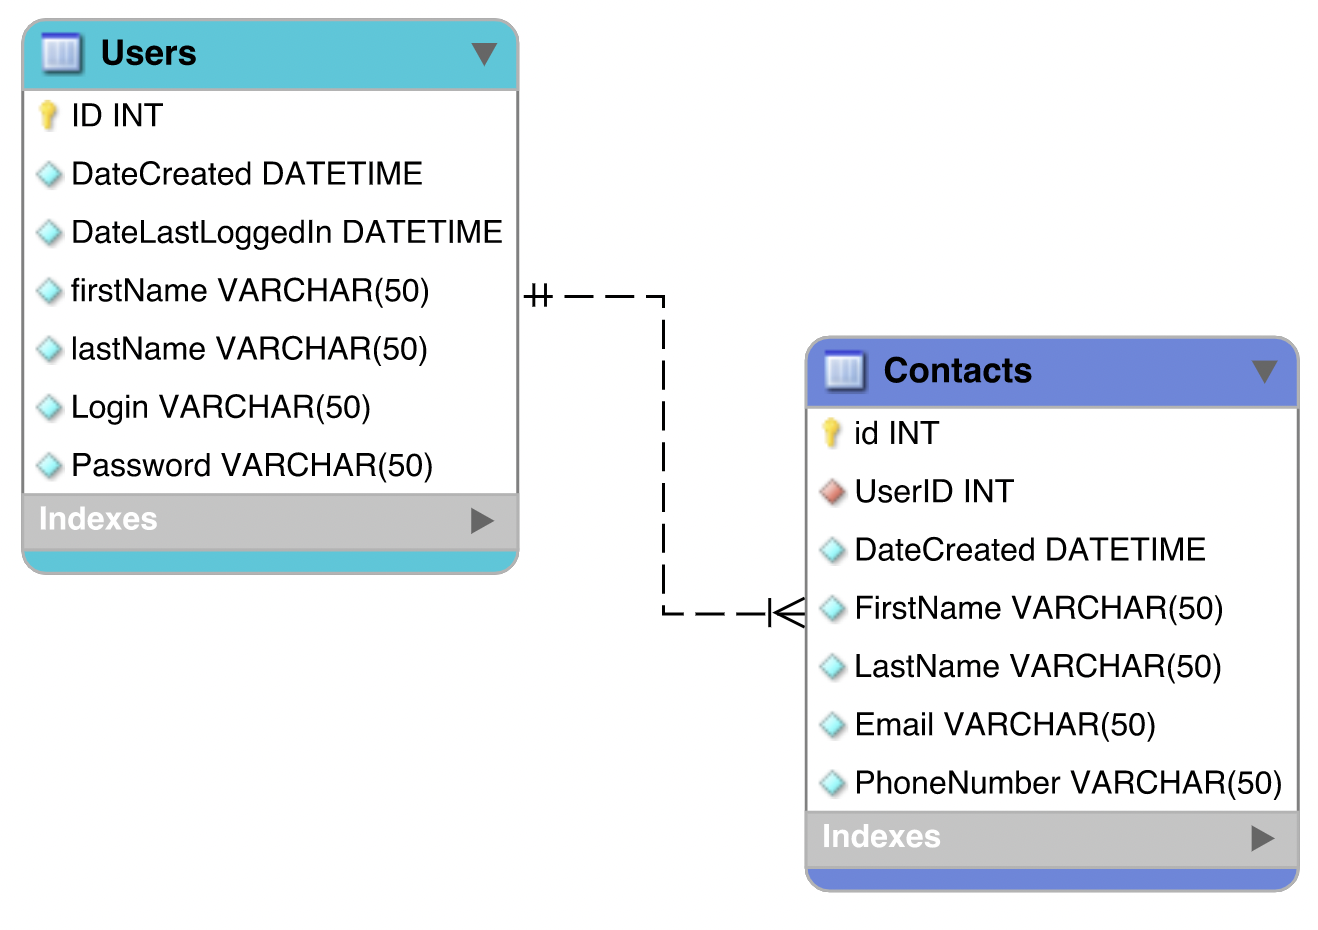 Users
ID INT
DateCreated DATETIME
DateLastLoggedIn DATETIME
firstName VARCHAR(50)
lastName VARCHAR(50)
Login VARCHAR(50)
Password VARCHAR(50)
Indexes
Contacts
id INT
UserID INT
DateCreated DATETIME
FirstName VARCHAR(50)
LastName VARCHAR(50)
Email VARCHAR(50)
PhoneNumber VARCHAR(50)
Indexes